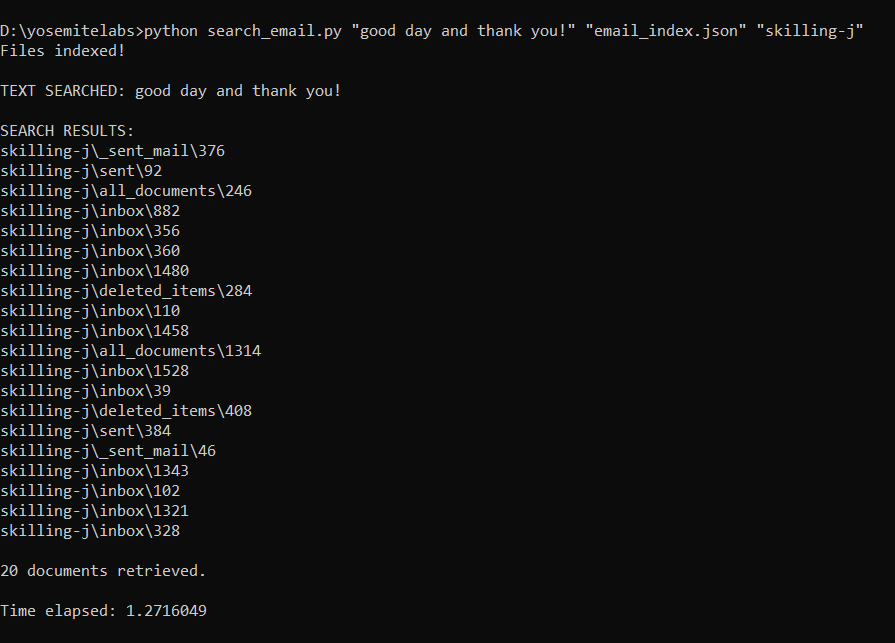 D:\yosemitelabs>python search_email.py "good day and thank you!" "email_index.json" "skilling-j"
Files indexed!
TEXT SEARCHED: good day and thank you!
SEARCH RESULTS:
skilling-j\_sent_mail\376
skilling-j\sent\92
skilling-j\all_documents\246
skilling-j\inbox\882
skilling-j\inbox\356
skilling-j\inbox\360
skilling-j\inbox\1480
skilling-j\deleted_items\284
skilling-j\inbox\110
skilling-j\inbox\1458
skilling-j\all_documents\1314
skilling-j\inbox\1528
skilling-j\inbox\39
skilling-j\deleted_items\408
skilling-j\sent\384
skilling-j\_sent_mail\46
skilling-j\inbox\1343
skilling-j\inbox\102
skilling-j\inbox\1321
skilling-j\inbox\328
20 documents retrieved.
Time elapsed: 1.2716049